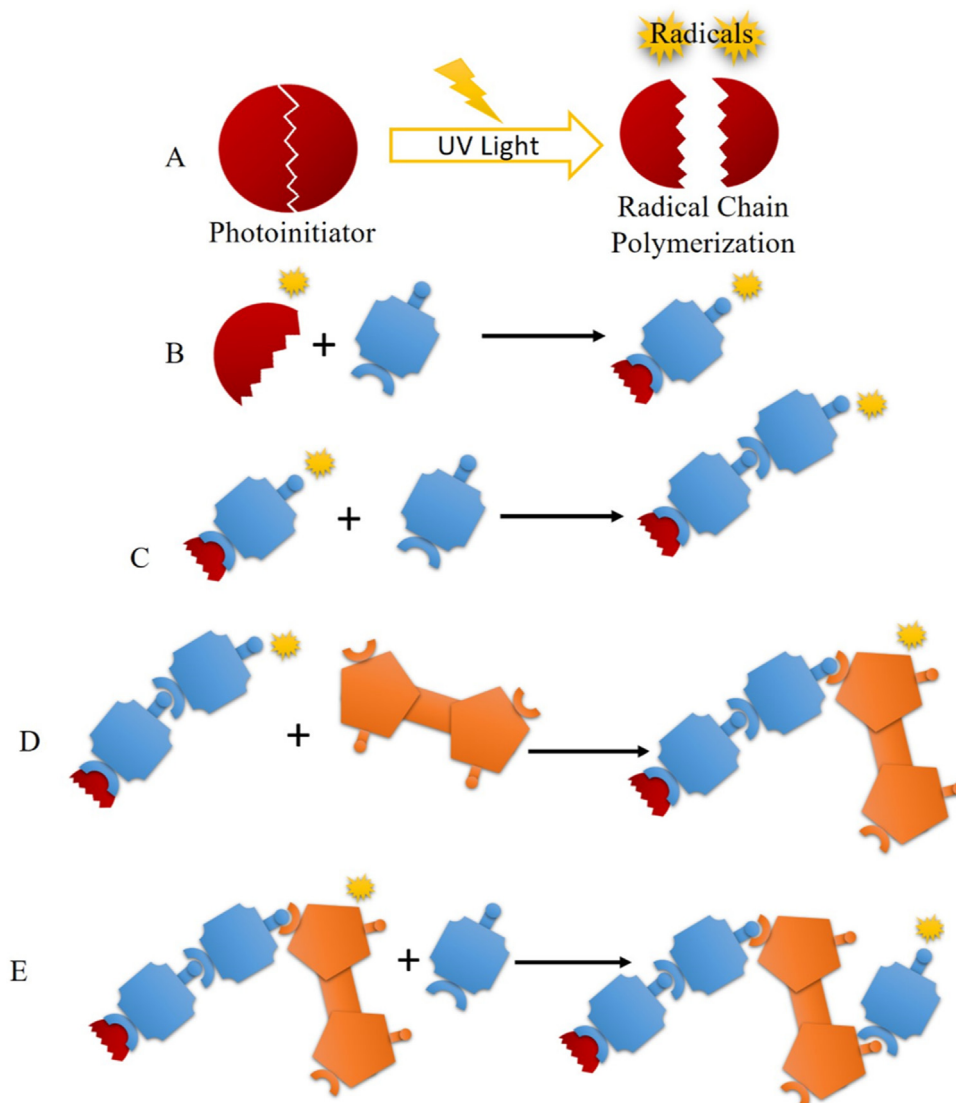 Radicals
UV Light
A
Photoinitiator
Radical Chain
Polymerization
B
+
C
+
D
+
E
+